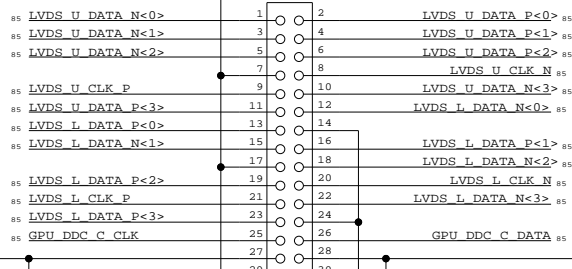 85 LVDS_U_DATA_N<0> 1 2 LVDS_U_DATA_P<0> 85
85 LVDS_U_DATA_N<1> 3 4 LVDS_U_DATA_P<1> 85
85 LVDS_U_DATA_N<2> 5 6 LVDS_U_DATA_P<2> 85
7 8 LVDS_U_CLK_N 85
85 LVDS_U_CLK_P 9 10 LVDS_U_DATA_N<3> 85
85 LVDS_U_DATA_P<3> 11 12 LVDS_L_DATA_N<0> 85
85 LVDS_L_DATA_P<0> 13 14
85 LVDS_L_DATA_N<1> 15 16 LVDS_L_DATA_P<1> 85
17 18 LVDS_L_DATA_N<2> 85
85 LVDS_L_DATA_P<2> 19 20 LVDS_L_CLK_N 85
85 LVDS_L_CLK_P 21 22 LVDS_L_DATA_N<3> 85
85 LVDS_L_DATA_P<3> 23 24
85 GPU_DDC_C_CLK 25 26 GPU_DDC_C_DATA 85
27 28